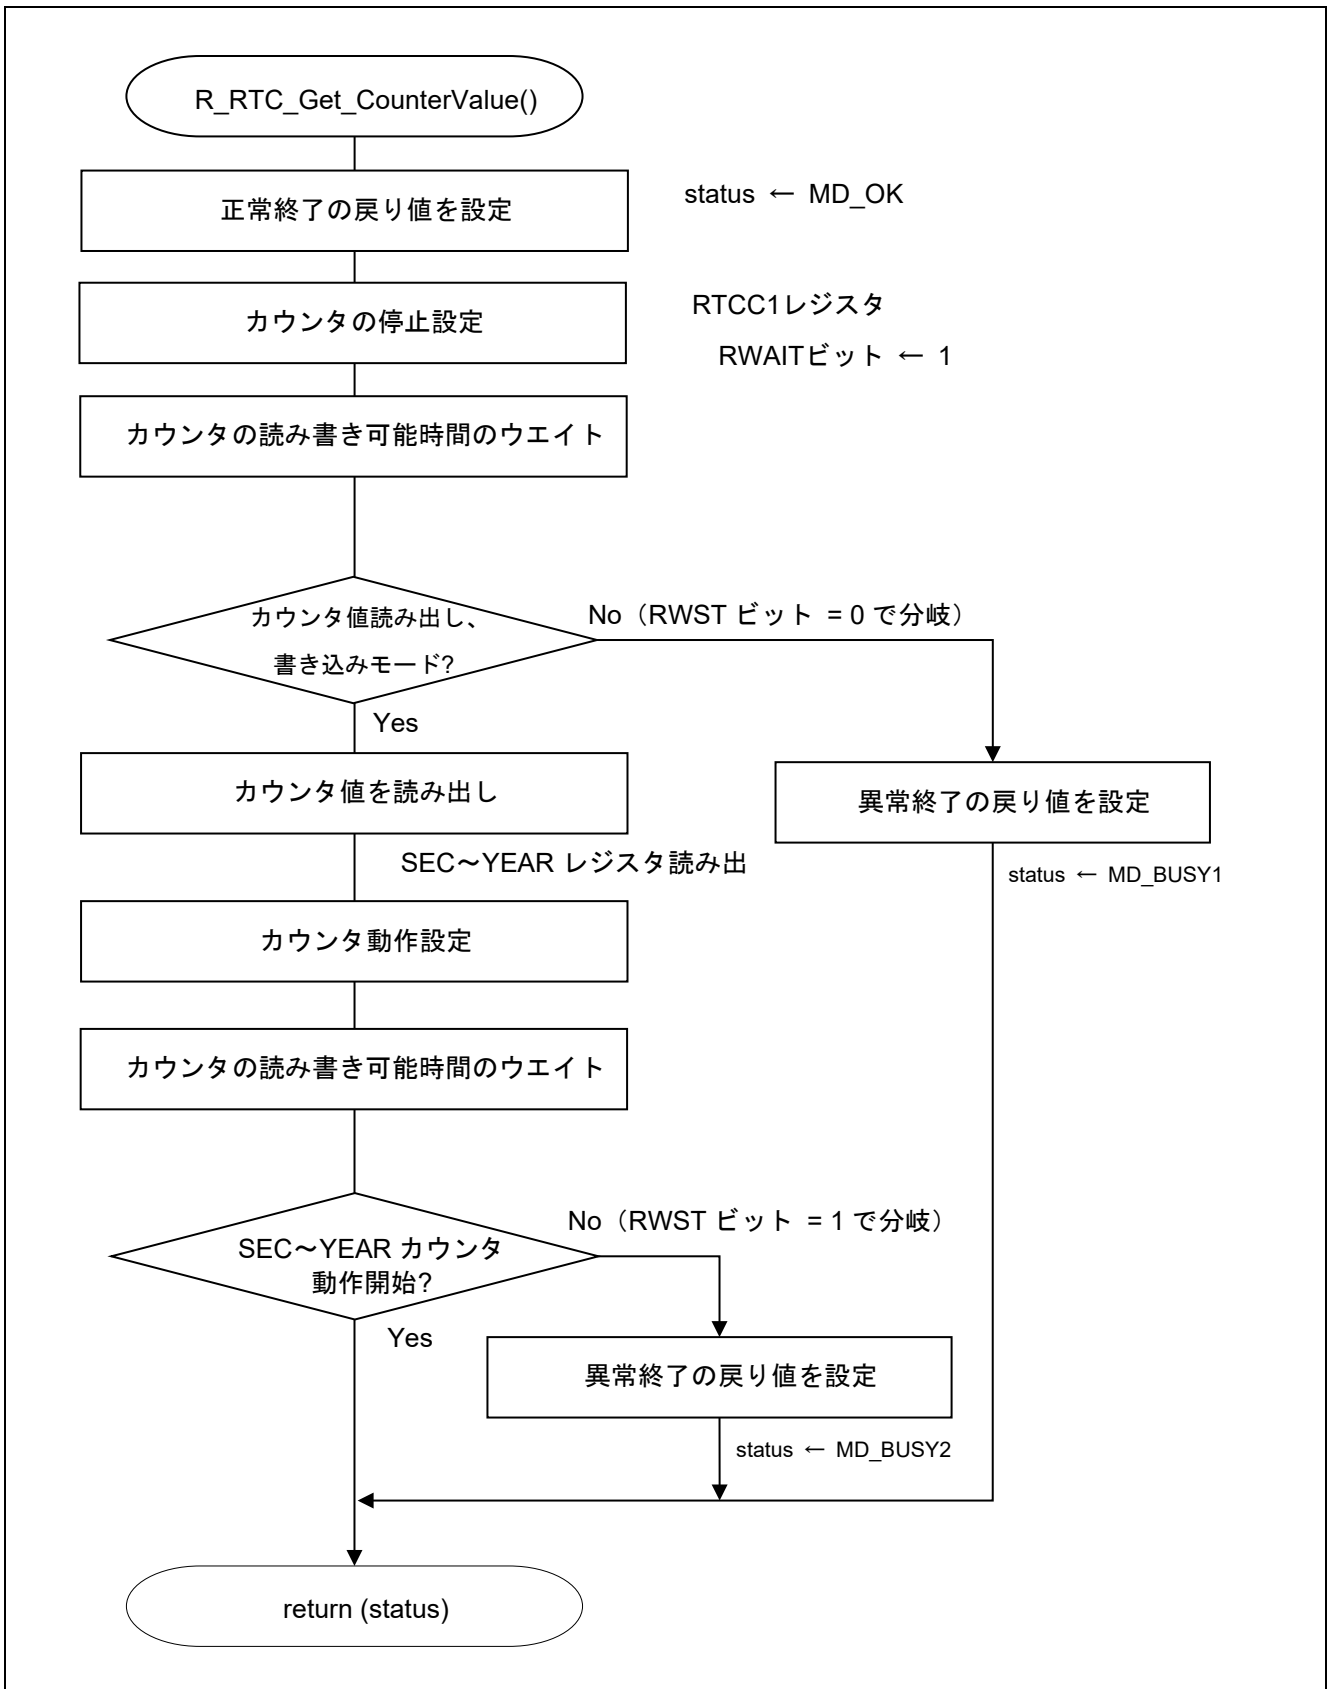 R_RTC_Get_CounterValue()
正常終了の戻り値を設定
status ← MD_OK
カウンタの停止設定
RTCC1レジスタ
RWAITビット ← 1
カウンタの読み書き可能時間のウエイト
カウンタ値読み出し、
書き込みモード?
No（RWST ビット = 0 で分岐）
Yes
カウンタ値を読み出し
異常終了の戻り値を設定
SEC～YEAR レジスタ読み出
status ← MD_BUSY1
カウンタ動作設定
カウンタの読み書き可能時間のウエイト
No（RWST ビット = 1 で分岐）
SEC～YEAR カウンタ
動作開始?
Yes
異常終了の戻り値を設定
status ← MD_BUSY2
return (status)